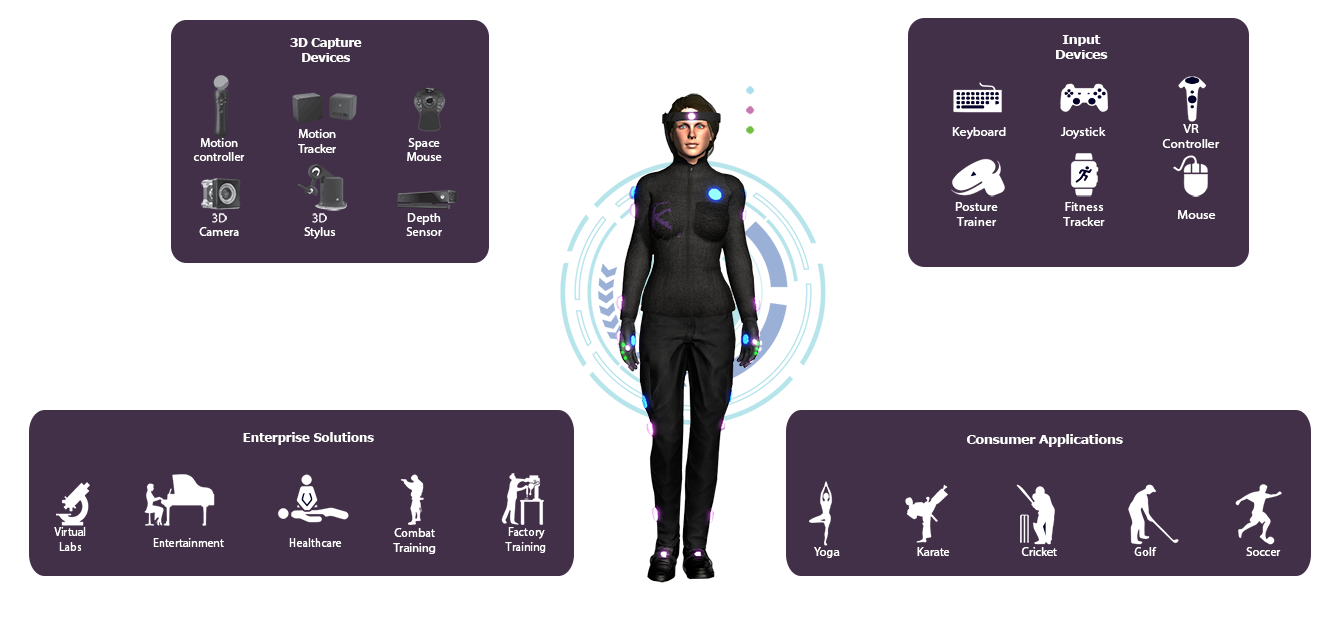 3D Capture
Devices
Motion
controller
Motion
Tracker
Space
Mouse
3D
Camera
3D
Stylus
Depth
Sensor
Input
Devices
Keyboard
Joystick
VR
Controller
Posture
Trainer
Fitness
Tracker
Mouse
Enterprise Solutions
Virtual
Labs
Entertainment
Healthcare
Combat
Training
Factory
Training
Consumer Applications
Yoga
Karate
Cricket
Golf
Soccer